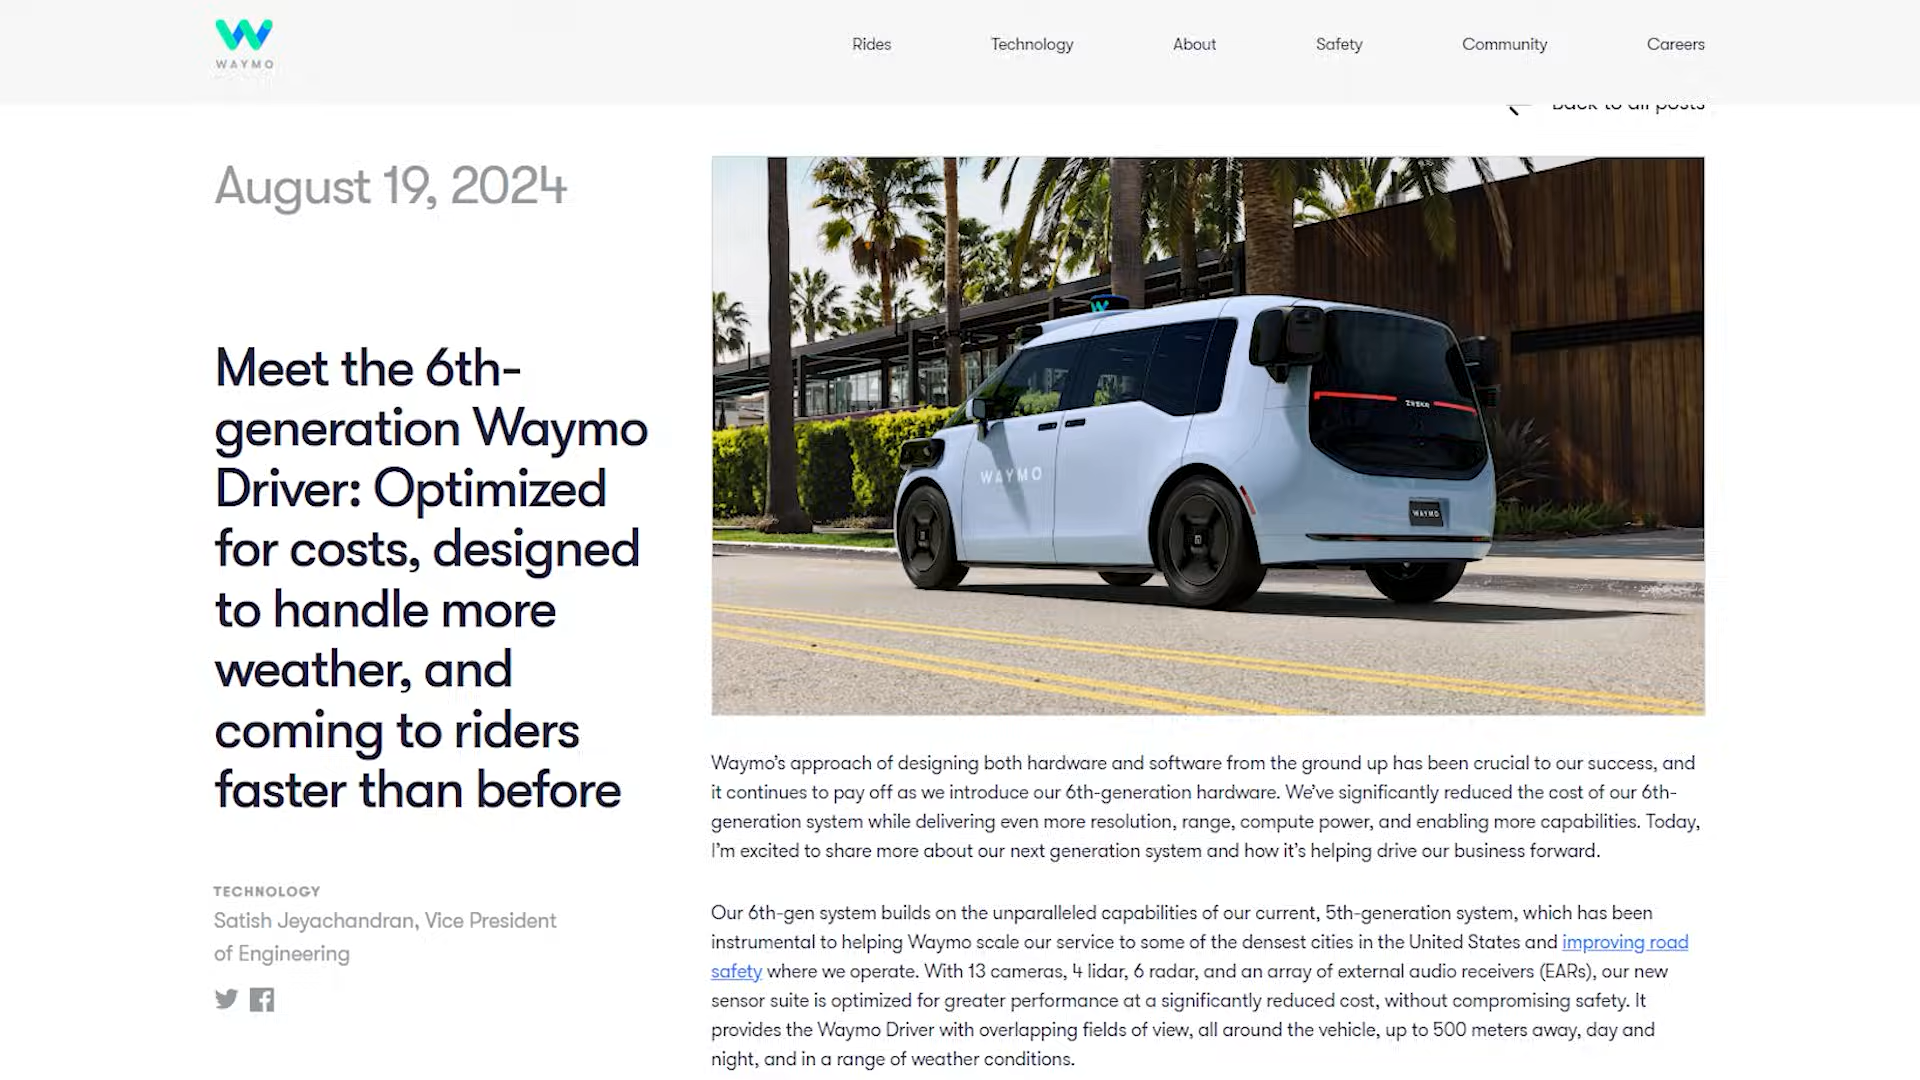 WAYMO
Rides
Technology
About
Safety
Community
Careers
Back to all posts
August 19, 2024
Meet the 6th-
generation Waymo
Driver: Optimized
for costs, designed
to handle more
weather, and
coming to riders
faster than before
TECHNOLOGY
Satish Jeyachandran, Vice President
of Engineering
WAYMO
ZEEKR
WAYMO
Waymo’s approach of designing both hardware and software from the ground up has been crucial to our success, and
it continues to pay off as we introduce our 6th-generation hardware. We’ve significantly reduced the cost of our 6th-
generation system while delivering even more resolution, range, compute power, and enabling more capabilities. Today,
I’m excited to share more about our next generation system and how it’s helping drive our business forward.
Our 6th-gen system builds on the unparalleled capabilities of our current, 5th-generation system, which has been
instrumental to helping Waymo scale our service to some of the densest cities in the United States and improving road
safety where we operate. With 13 cameras, 4 lidar, 6 radar, and an array of external audio receivers (EARs), our new
sensor suite is optimized for greater performance at a significantly reduced cost, without compromising safety. It
provides the Waymo Driver with overlapping fields of view, all around the vehicle, up to 500 meters away, day and
night, and in a range of weather conditions.